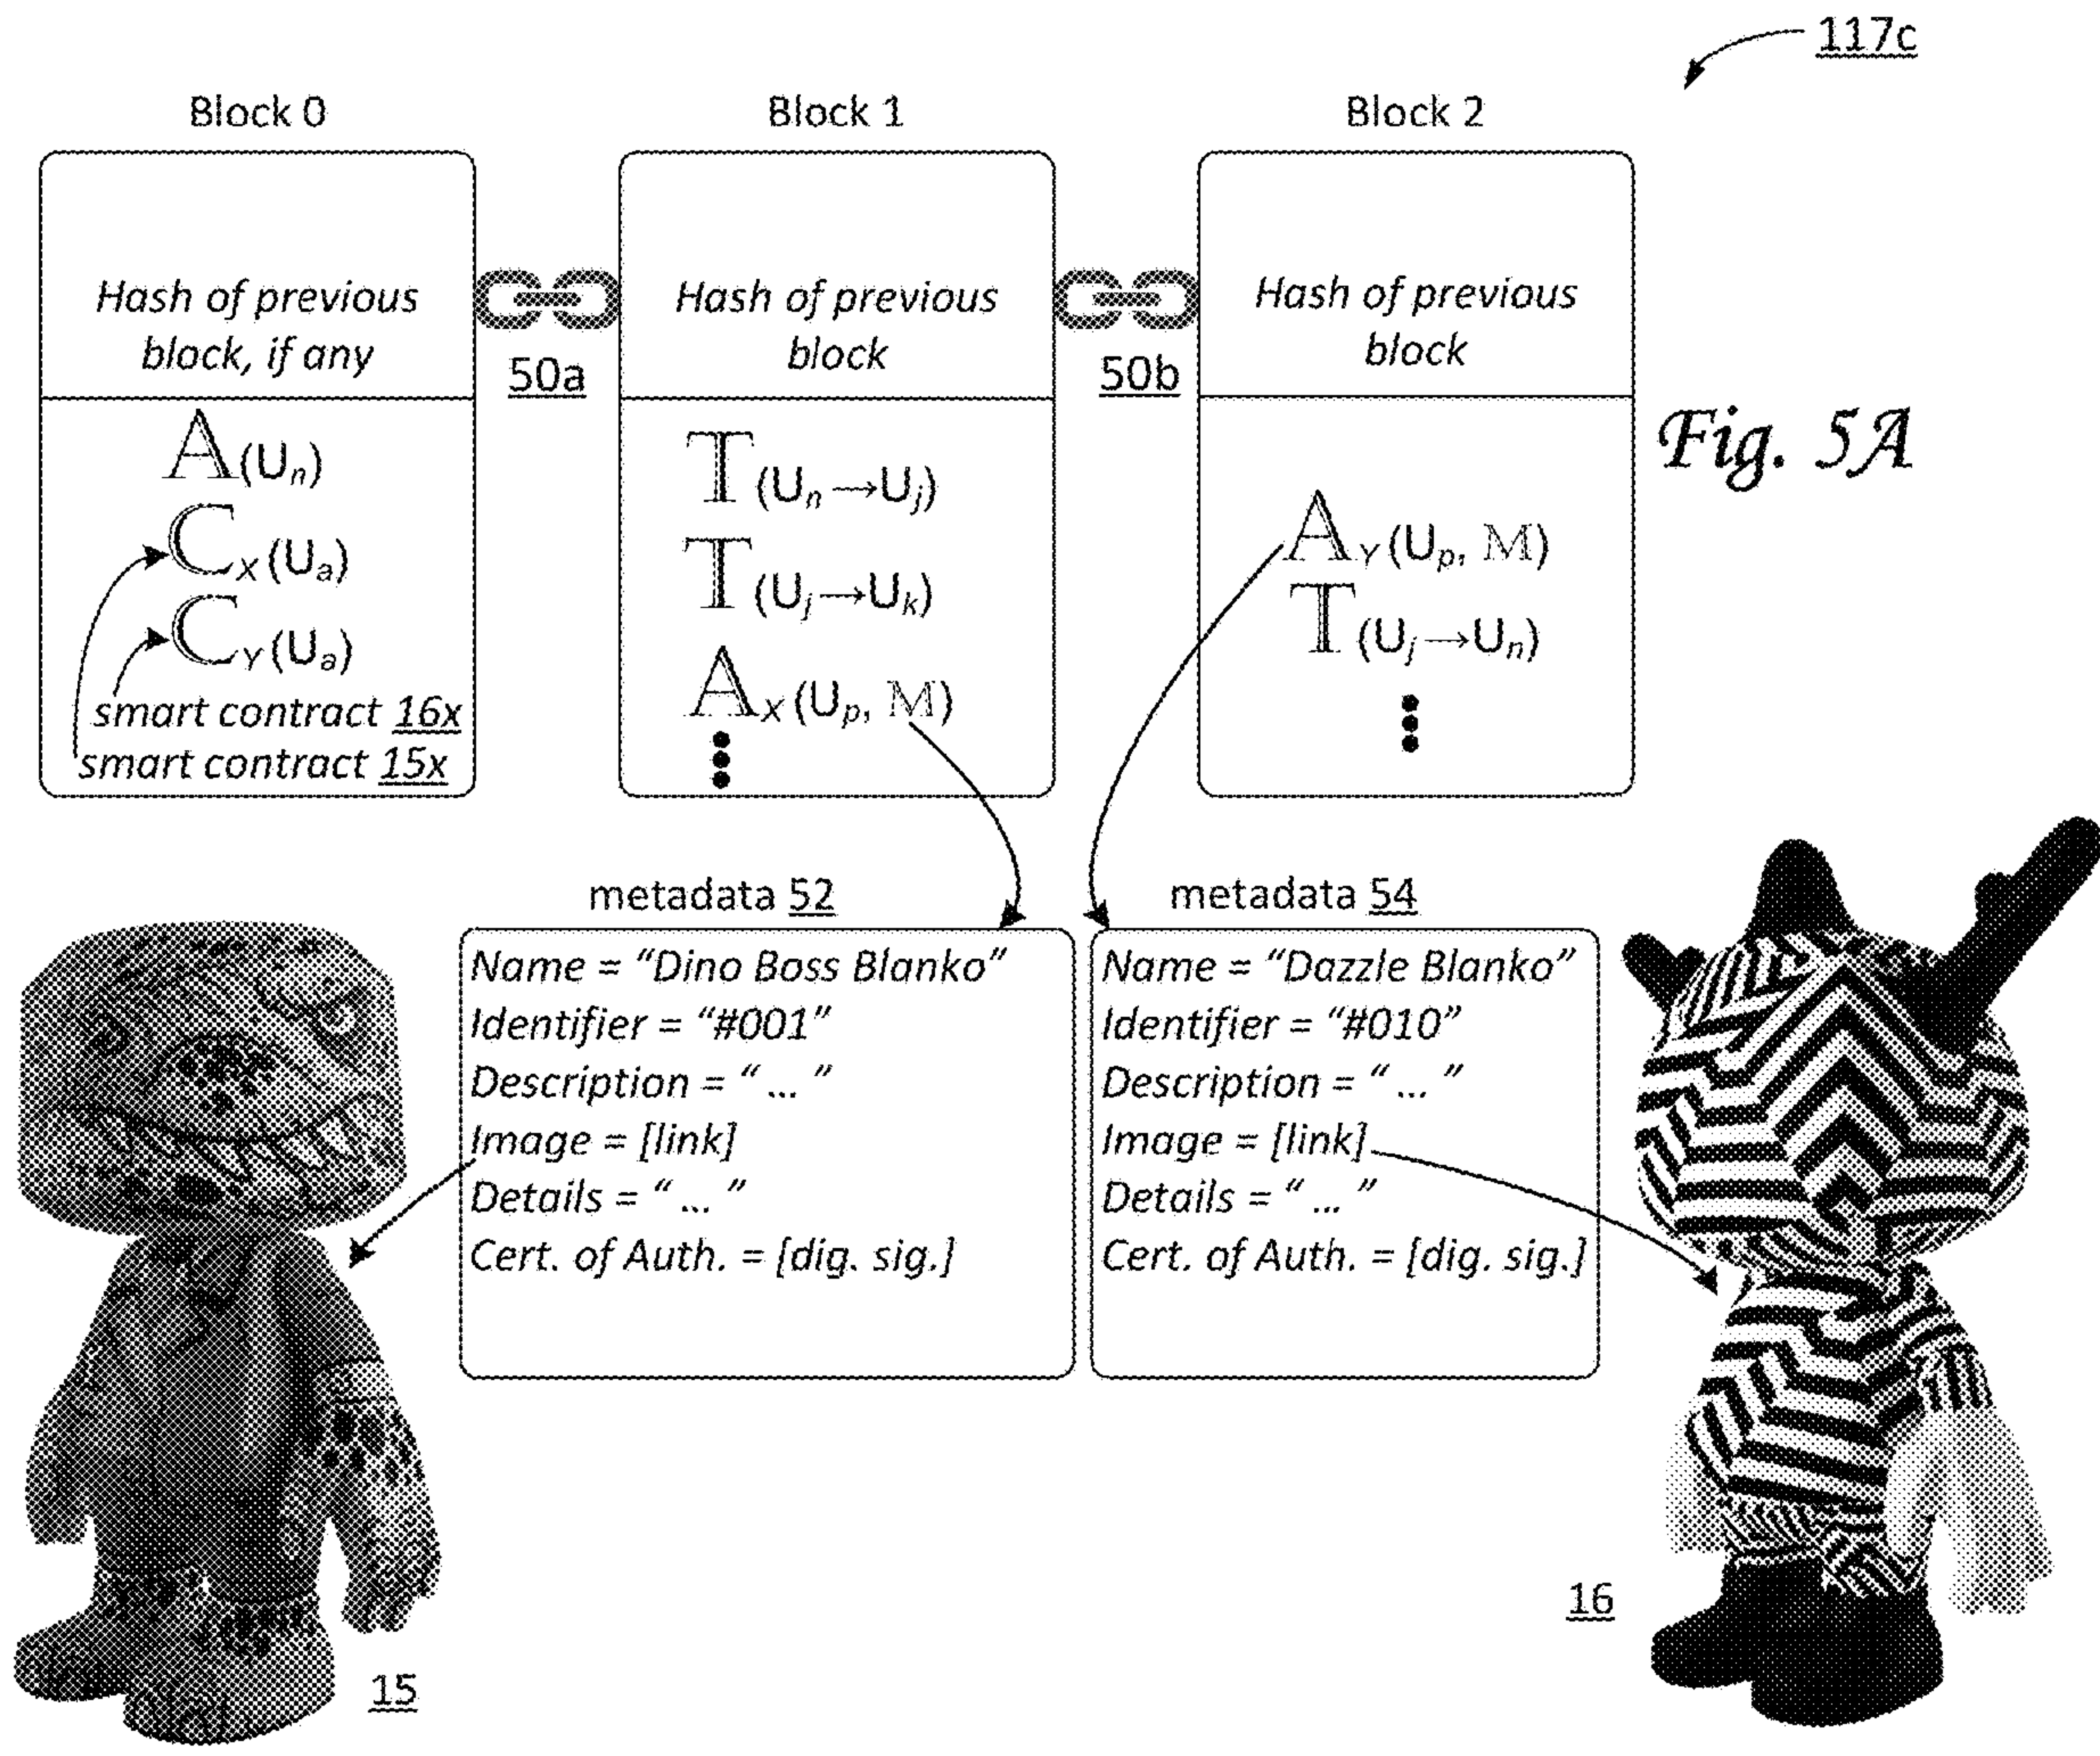 117c
Block 0
Block 1
Block 2
Hash of previous
block, if any
50a
Hash of previous
block
50b
Hash of previous
block
Fig. 5A
𝔸(Uₙ)
ℂ_X(Uₐ)
ℂ_Y(Uₐ)
smart contract 16x
smart contract 15x
𝕋(Uₙ→Uⱼ)
𝕋(Uⱼ→Uₖ)
𝔸_X(Uₚ, 𝕄)
𝔸_Y(Uₚ, 𝕄)
𝕋(Uⱼ→Uₙ)
metadata 52
Name = “Dino Boss Blanko”
Identifier = “#001”
Description = “ ... ”
Image = [link]
Details = “ ... ”
Cert. of Auth. = [dig. sig.]
metadata 54
Name = “Dazzle Blanko”
Identifier = “#010”
Description = “ ... ”
Image = [link]
Details = “ ... ”
Cert. of Auth. = [dig. sig.]
15
16